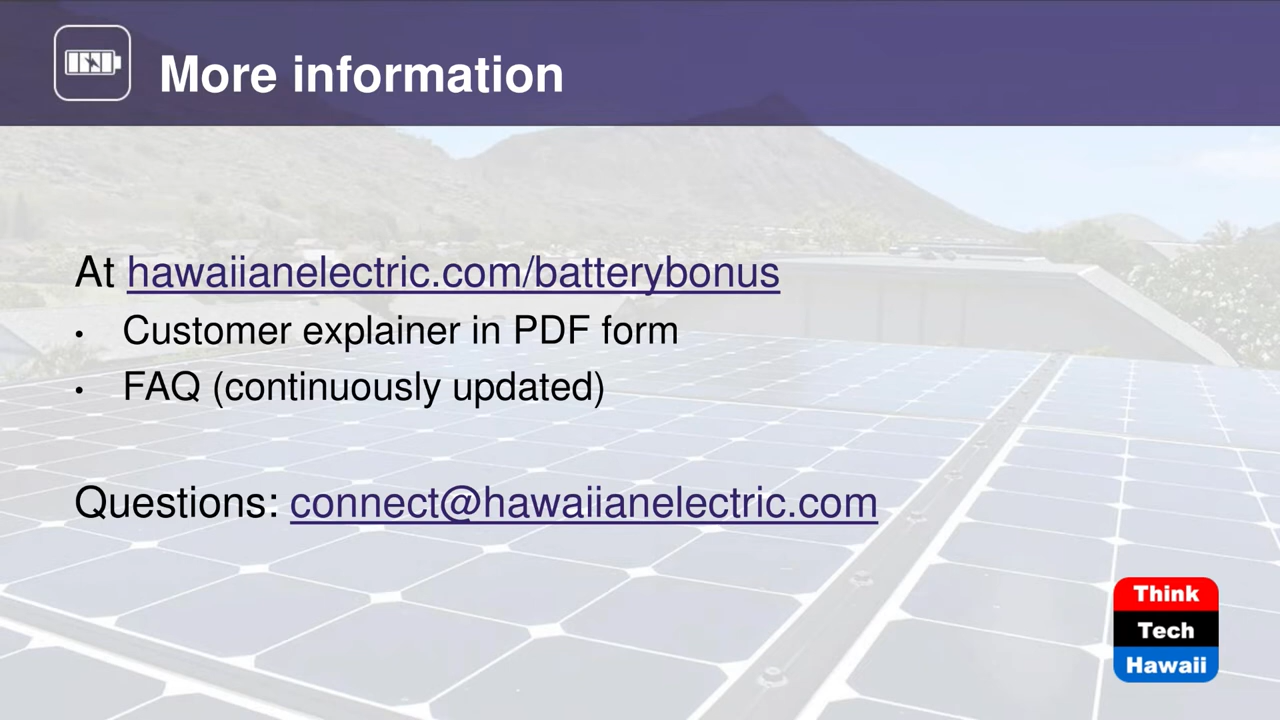 More information
At hawaiianelectric.com/batterybonus
• Customer explainer in PDF form
• FAQ (continuously updated)
Questions: connect@hawaiianelectric.com
Think
Tech
Hawaii